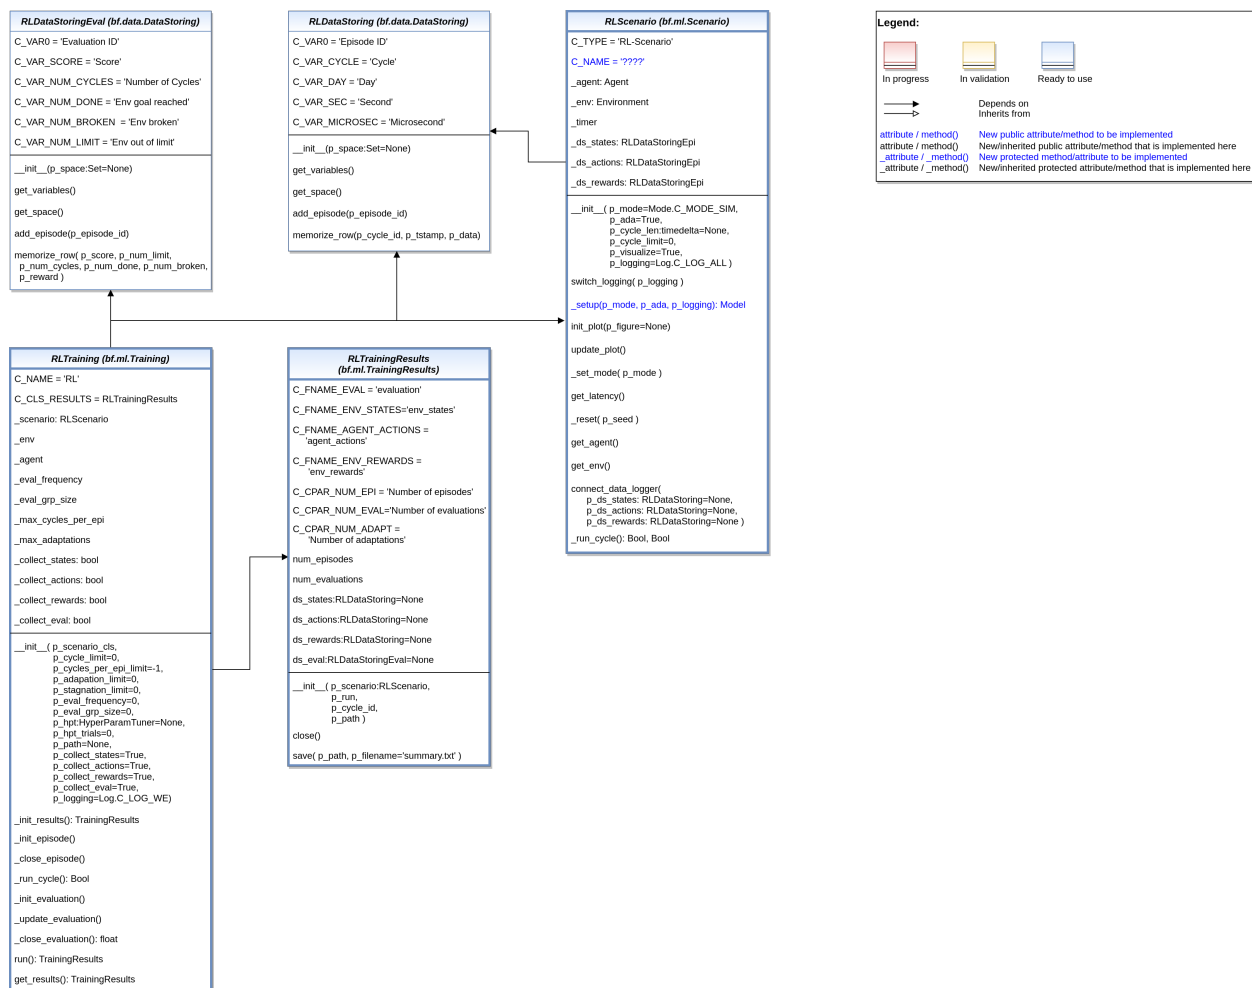 RLDataStoringEval (bf.data.DataStoring)
C_VAR0 = 'Evaluation ID'
C_VAR_SCORE = 'Score'
C_VAR_NUM_CYCLES = 'Number of Cycles'
C_VAR_NUM_DONE = 'Env goal reached'
C_VAR_NUM_BROKEN  = 'Env broken'
C_VAR_NUM_LIMIT = 'Env out of limit'
__init__(p_space:Set=None)
get_variables()
get_space()
add_episode(p_episode_id)
memorize_row( p_score, p_num_limit,
p_num_cycles, p_num_done, p_num_broken,
p_reward )
RLDataStoring (bf.data.DataStoring)
C_VAR0 = 'Episode ID'
C_VAR_CYCLE = 'Cycle'
C_VAR_DAY = 'Day'
C_VAR_SEC = 'Second'
C_VAR_MICROSEC = 'Microsecond'
__init__(p_space:Set=None)
get_variables()
get_space()
add_episode(p_episode_id)
memorize_row(p_cycle_id, p_tstamp, p_data)
RLScenario (bf.ml.Scenario)
C_TYPE = 'RL-Scenario'
C_NAME = '????'
_agent: Agent
_env: Environment
_timer
_ds_states: RLDataStoringEpi
_ds_actions: RLDataStoringEpi
_ds_rewards: RLDataStoringEpi
__init__( p_mode=Mode.C_MODE_SIM,
p_ada=True,
p_cycle_len:timedelta=None,
p_cycle_limit=0,
p_visualize=True,
p_logging=Log.C_LOG_ALL )
switch_logging( p_logging )
_setup(p_mode, p_ada, p_logging): Model
init_plot(p_figure=None)
update_plot()
_set_mode( p_mode )
get_latency()
_reset( p_seed )
get_agent()
get_env()
connect_data_logger(
p_ds_states: RLDataStoring=None,
p_ds_actions: RLDataStoring=None,
p_ds_rewards: RLDataStoring=None )
_run_cycle(): Bool, Bool
Legend:
In progress
In validation
Ready to use
Depends on
Inherits from
attribute / method() New public attribute/method to be implemented
attribute / method() New/inherited public attribute/method that is implemented here
_attribute / _method() New protected method/attribute to be implemented
_attribute / _method() New/inherited protected attribute/method that is implemented here
RLTraining (bf.ml.Training)
C_NAME = 'RL'
C_CLS_RESULTS = RLTrainingResults
_scenario: RLScenario
_env
_agent
_eval_frequency
_eval_grp_size
_max_cycles_per_epi
_max_adaptations
_collect_states: bool
_collect_actions: bool
_collect_rewards: bool
_collect_eval: bool
__init__( p_scenario_cls,
p_cycle_limit=0,
p_cycles_per_epi_limit=-1,
p_adapation_limit=0,
p_stagnation_limit=0,
p_eval_frequency=0,
p_eval_grp_size=0,
p_hpt:HyperParamTuner=None,
p_hpt_trials=0,
p_path=None,
p_collect_states=True,
p_collect_actions=True,
p_collect_rewards=True,
p_collect_eval=True,
p_logging=Log.C_LOG_WE)
_init_results(): TrainingResults
_init_episode()
_close_episode()
_run_cycle(): Bool
_init_evaluation()
_update_evaluation()
_close_evaluation(): float
run(): TrainingResults
get_results(): TrainingResults
RLTrainingResults
(bf.ml.TrainingResults)
C_FNAME_EVAL = 'evaluation'
C_FNAME_ENV_STATES='env_states'
C_FNAME_AGENT_ACTIONS =
'agent_actions'
C_FNAME_ENV_REWARDS =
'env_rewards'
C_CPAR_NUM_EPI = 'Number of episodes'
C_CPAR_NUM_EVAL='Number of evaluations'
C_CPAR_NUM_ADAPT =
'Number of adaptations'
num_episodes
num_evaluations
ds_states:RLDataStoring=None
ds_actions:RLDataStoring=None
ds_rewards:RLDataStoring=None
ds_eval:RLDataStoringEval=None
__init__( p_scenario:RLScenario,
p_run,
p_cycle_id,
p_path )
close()
save( p_path, p_filename='summary.txt' )